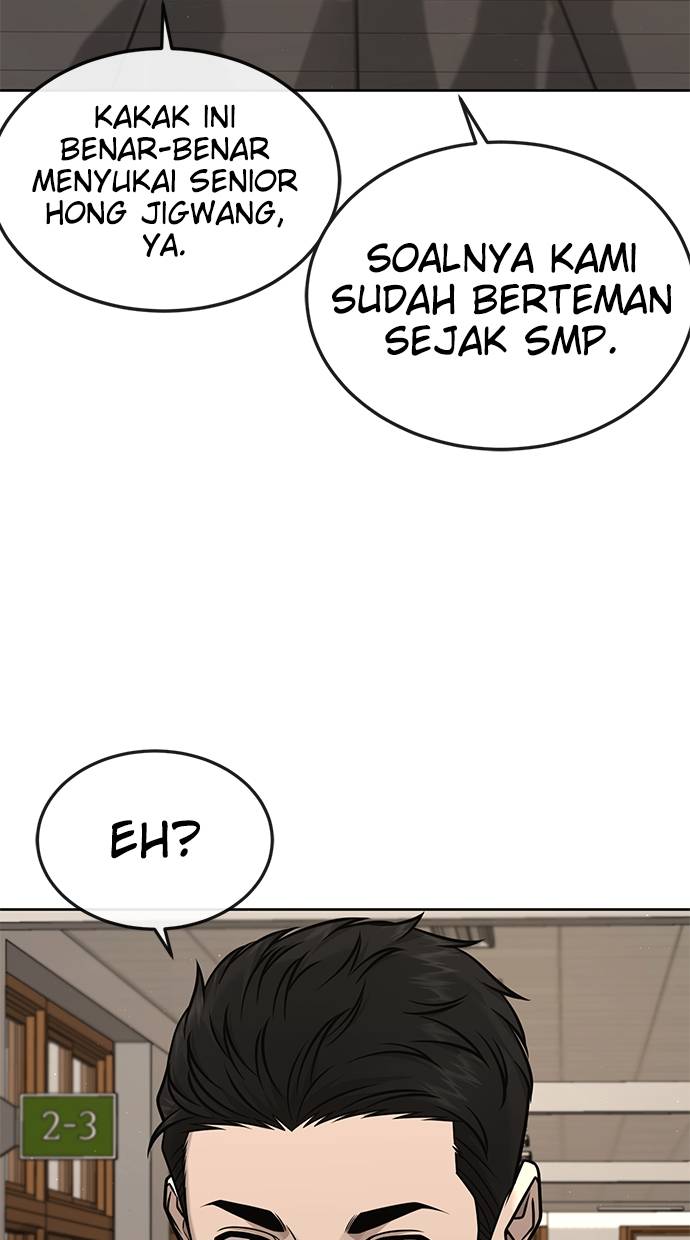 KAKAK INI
BENAR-BENAR
MENYUKAI SENIOR
HONG JIGWANG,
YA.
SOALNYA KAMI
SUDAH BERTEMAN
SEJAK SMP.
EH?
2-3